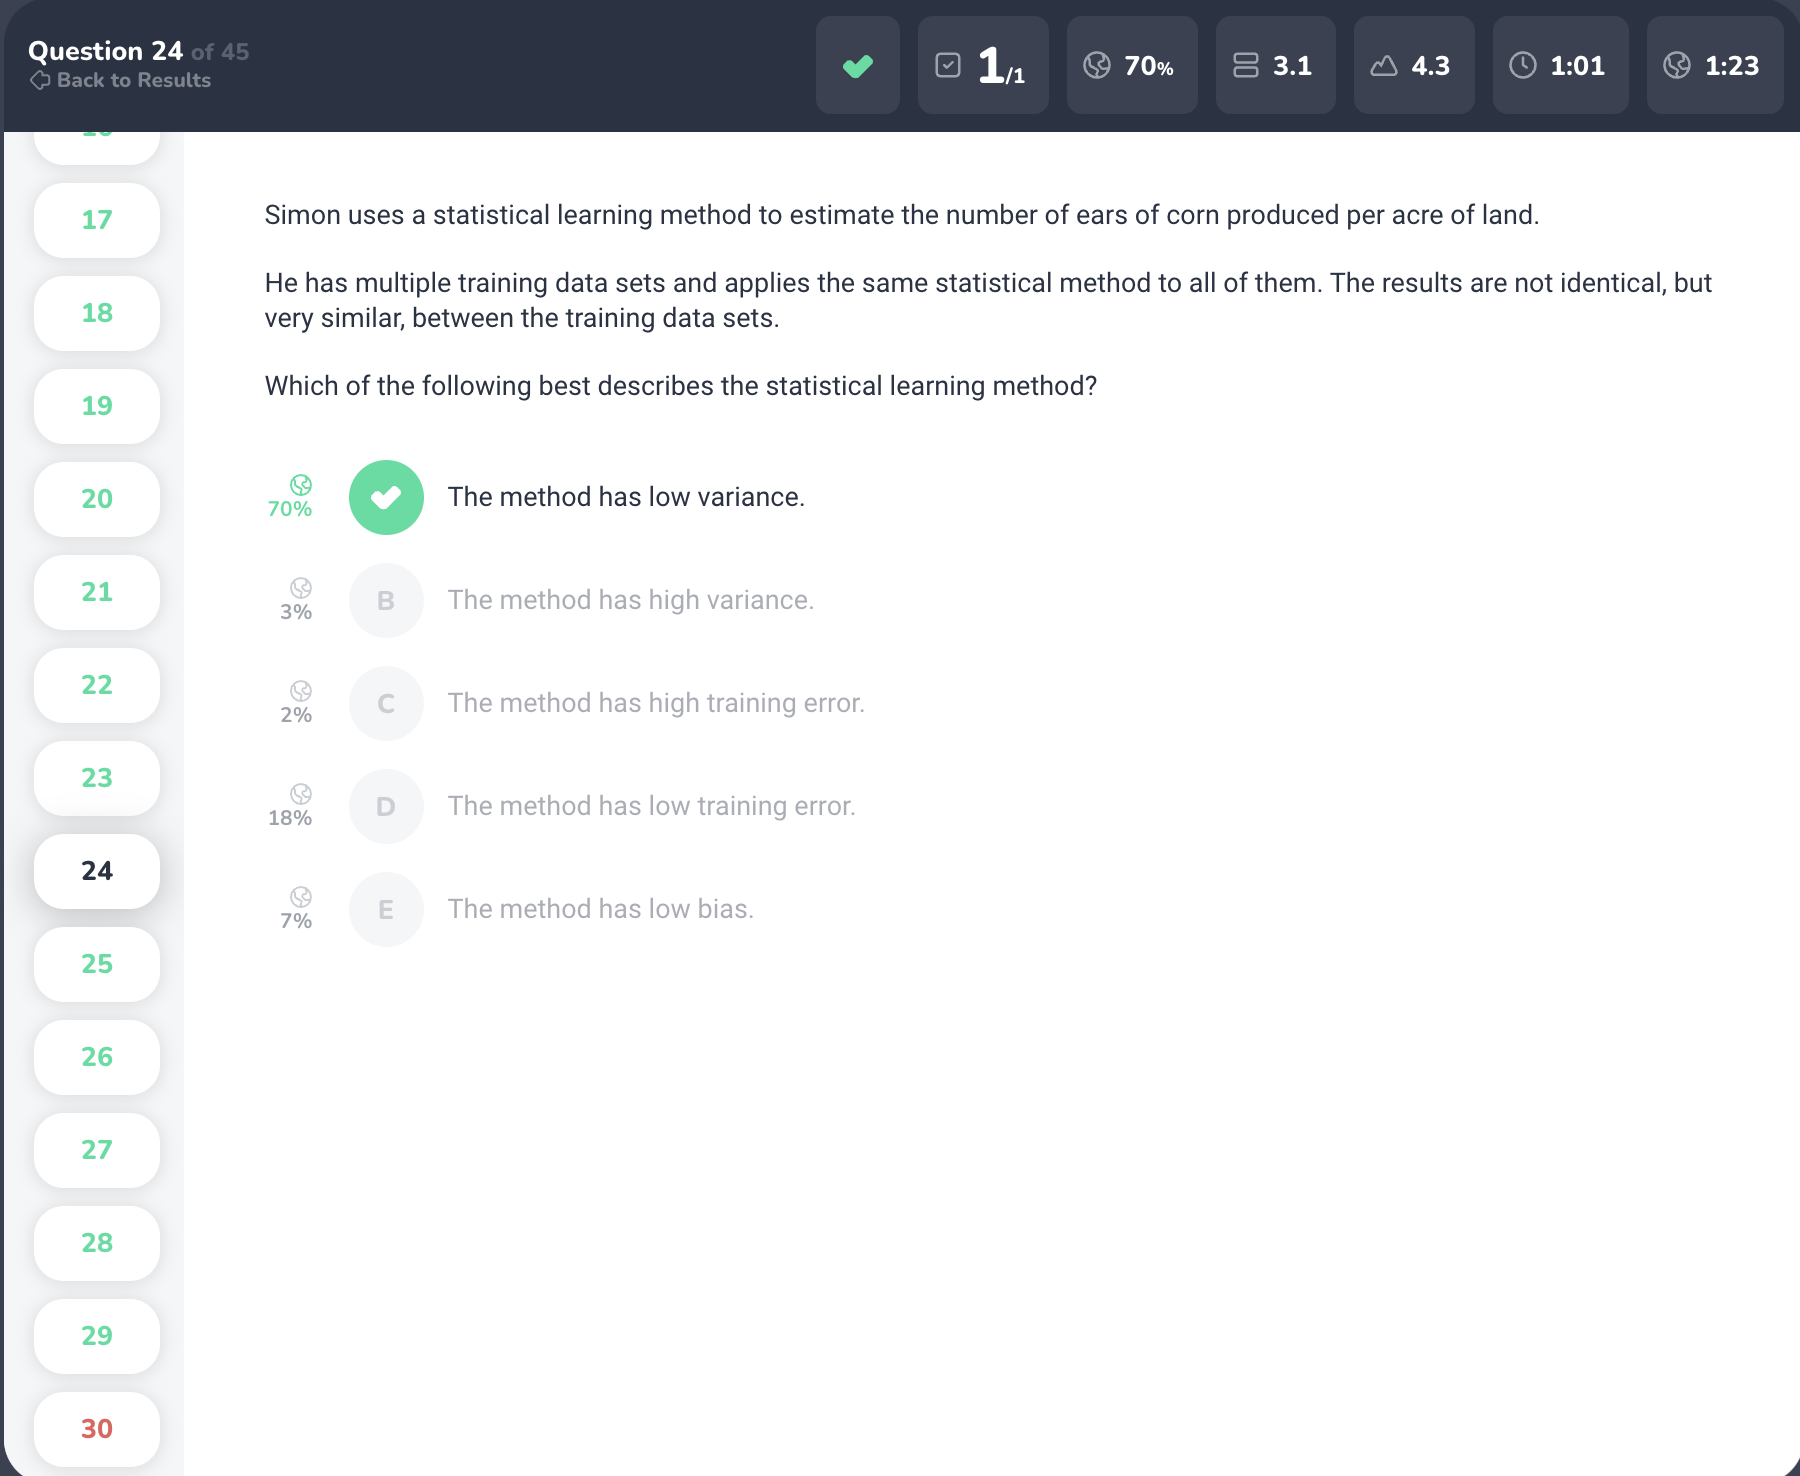 Question 24 of 45
Back to Results
1/1
70%
3.1
4.3
1:01
1:23
17
18
19
20
21
22
23
24
25
26
27
28
29
30
Simon uses a statistical learning method to estimate the number of ears of corn produced per acre of land.
He has multiple training data sets and applies the same statistical method to all of them. The results are not identical, but
very similar, between the training data sets.
Which of the following best describes the statistical learning method?
70%
The method has low variance.
3%
B
The method has high variance.
2%
C
The method has high training error.
18%
D
The method has low training error.
7%
E
The method has low bias.